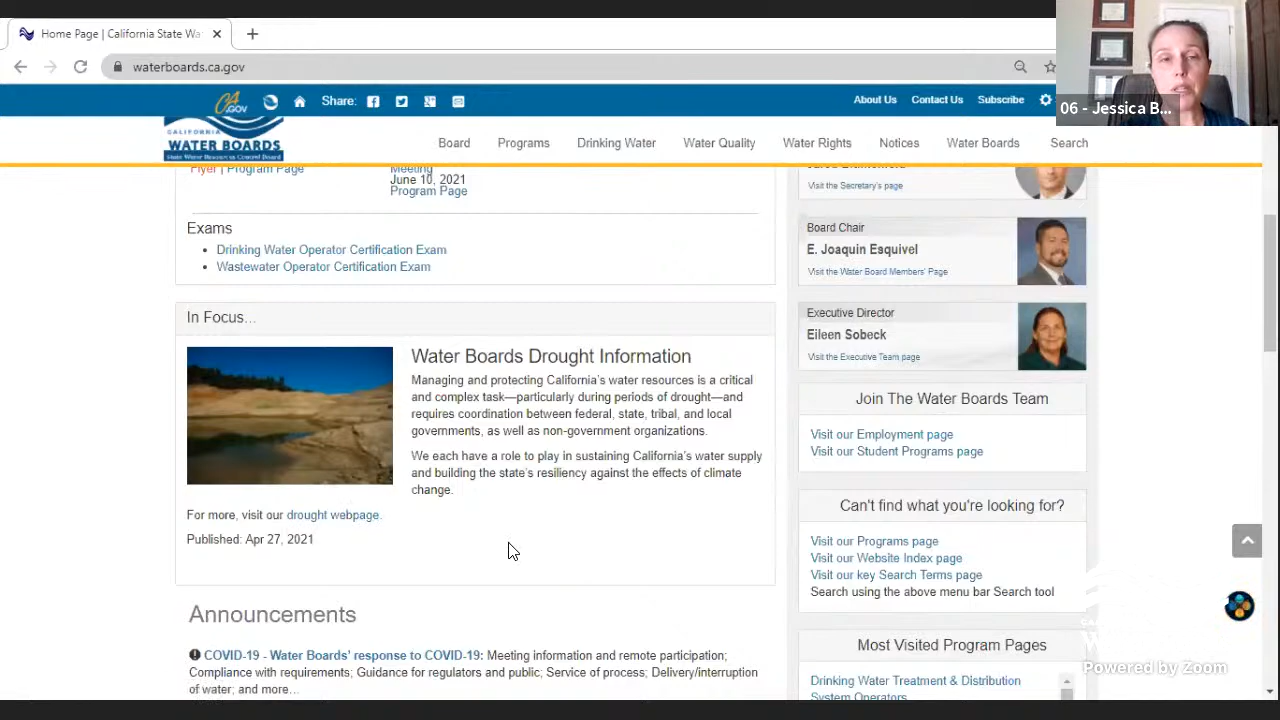 Home Page | California State Wa
waterboards.ca.gov
06 - Jessica B...
CA.GOV
Share:
About Us
Contact Us
Subscribe
CALIFORNIA
WATER BOARDS
State Water Resources Control Board
Board
Programs
Drinking Water
Water Quality
Water Rights
Notices
Water Boards
Search
Flyer | Program Page
Meeting
June 10, 2021
Program Page
Exams
Drinking Water Operator Certification Exam
Wastewater Operator Certification Exam
In Focus...
Water Boards Drought Information
Managing and protecting California's water resources is a critical
and complex task—particularly during periods of drought—and
requires coordination between federal, state, tribal, and local
governments, as well as non-government organizations.
We each have a role to play in sustaining California's water supply
and building the state's resiliency against the effects of climate
change.
For more, visit our drought webpage.
Published: Apr 27, 2021
Announcements
COVID-19 - Water Boards' response to COVID-19: Meeting information and remote participation;
Compliance with requirements; Guidance for regulators and public; Service of process; Delivery/interruption
of water; and more...
Visit the Secretary's page
Board Chair
E. Joaquin Esquivel
Visit the Water Board Members' Page
Executive Director
Eileen Sobeck
Visit the Executive Team page
Join The Water Boards Team
Visit our Employment page
Visit our Student Programs page
Can't find what you're looking for?
Visit our Programs page
Visit our Website Index page
Visit our key Search Terms page
Search using the above menu bar Search tool
Most Visited Program Pages
Drinking Water Treatment & Distribution
System Operators
Powered by Zoom